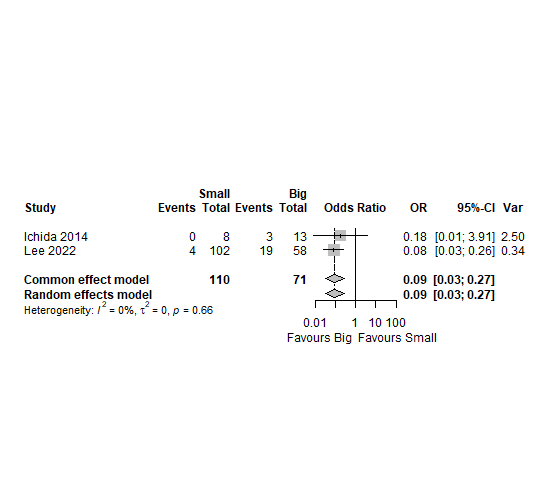 Small Big
Study Events Total Events Total Odds Ratio OR 95%-CI Var
Ichida 2014 0 8 3 13 0.18 [0.01; 3.91] 2.50
Lee 2022 4 102 19 58 0.08 [0.03; 0.26] 0.34
Common effect model 110 71 0.09 [0.03; 0.27]
Random effects model 0.09 [0.03; 0.27]
Heterogeneity: I² = 0%, τ² = 0, p = 0.66
0.01 1 10 100
Favours Big Favours Small